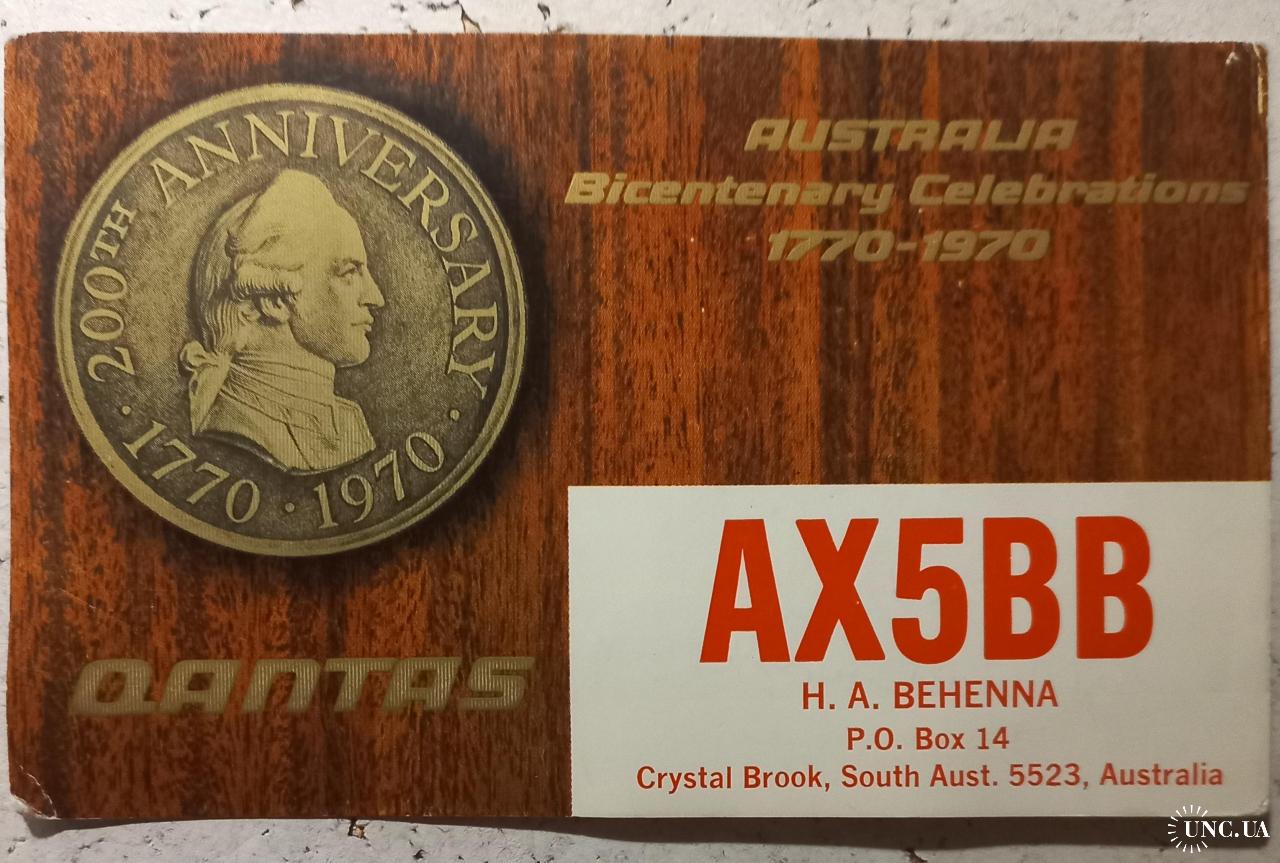 200TH ANNIVERSARY
· 1770 · 1970 ·
AUSTRALIA
Bicentenary Celebrations
1770-1970
QANTAS
AX5BB
H. A. BEHENNA
P.O. Box 14
Crystal Brook, South Aust. 5523, Australia
UNC.UA